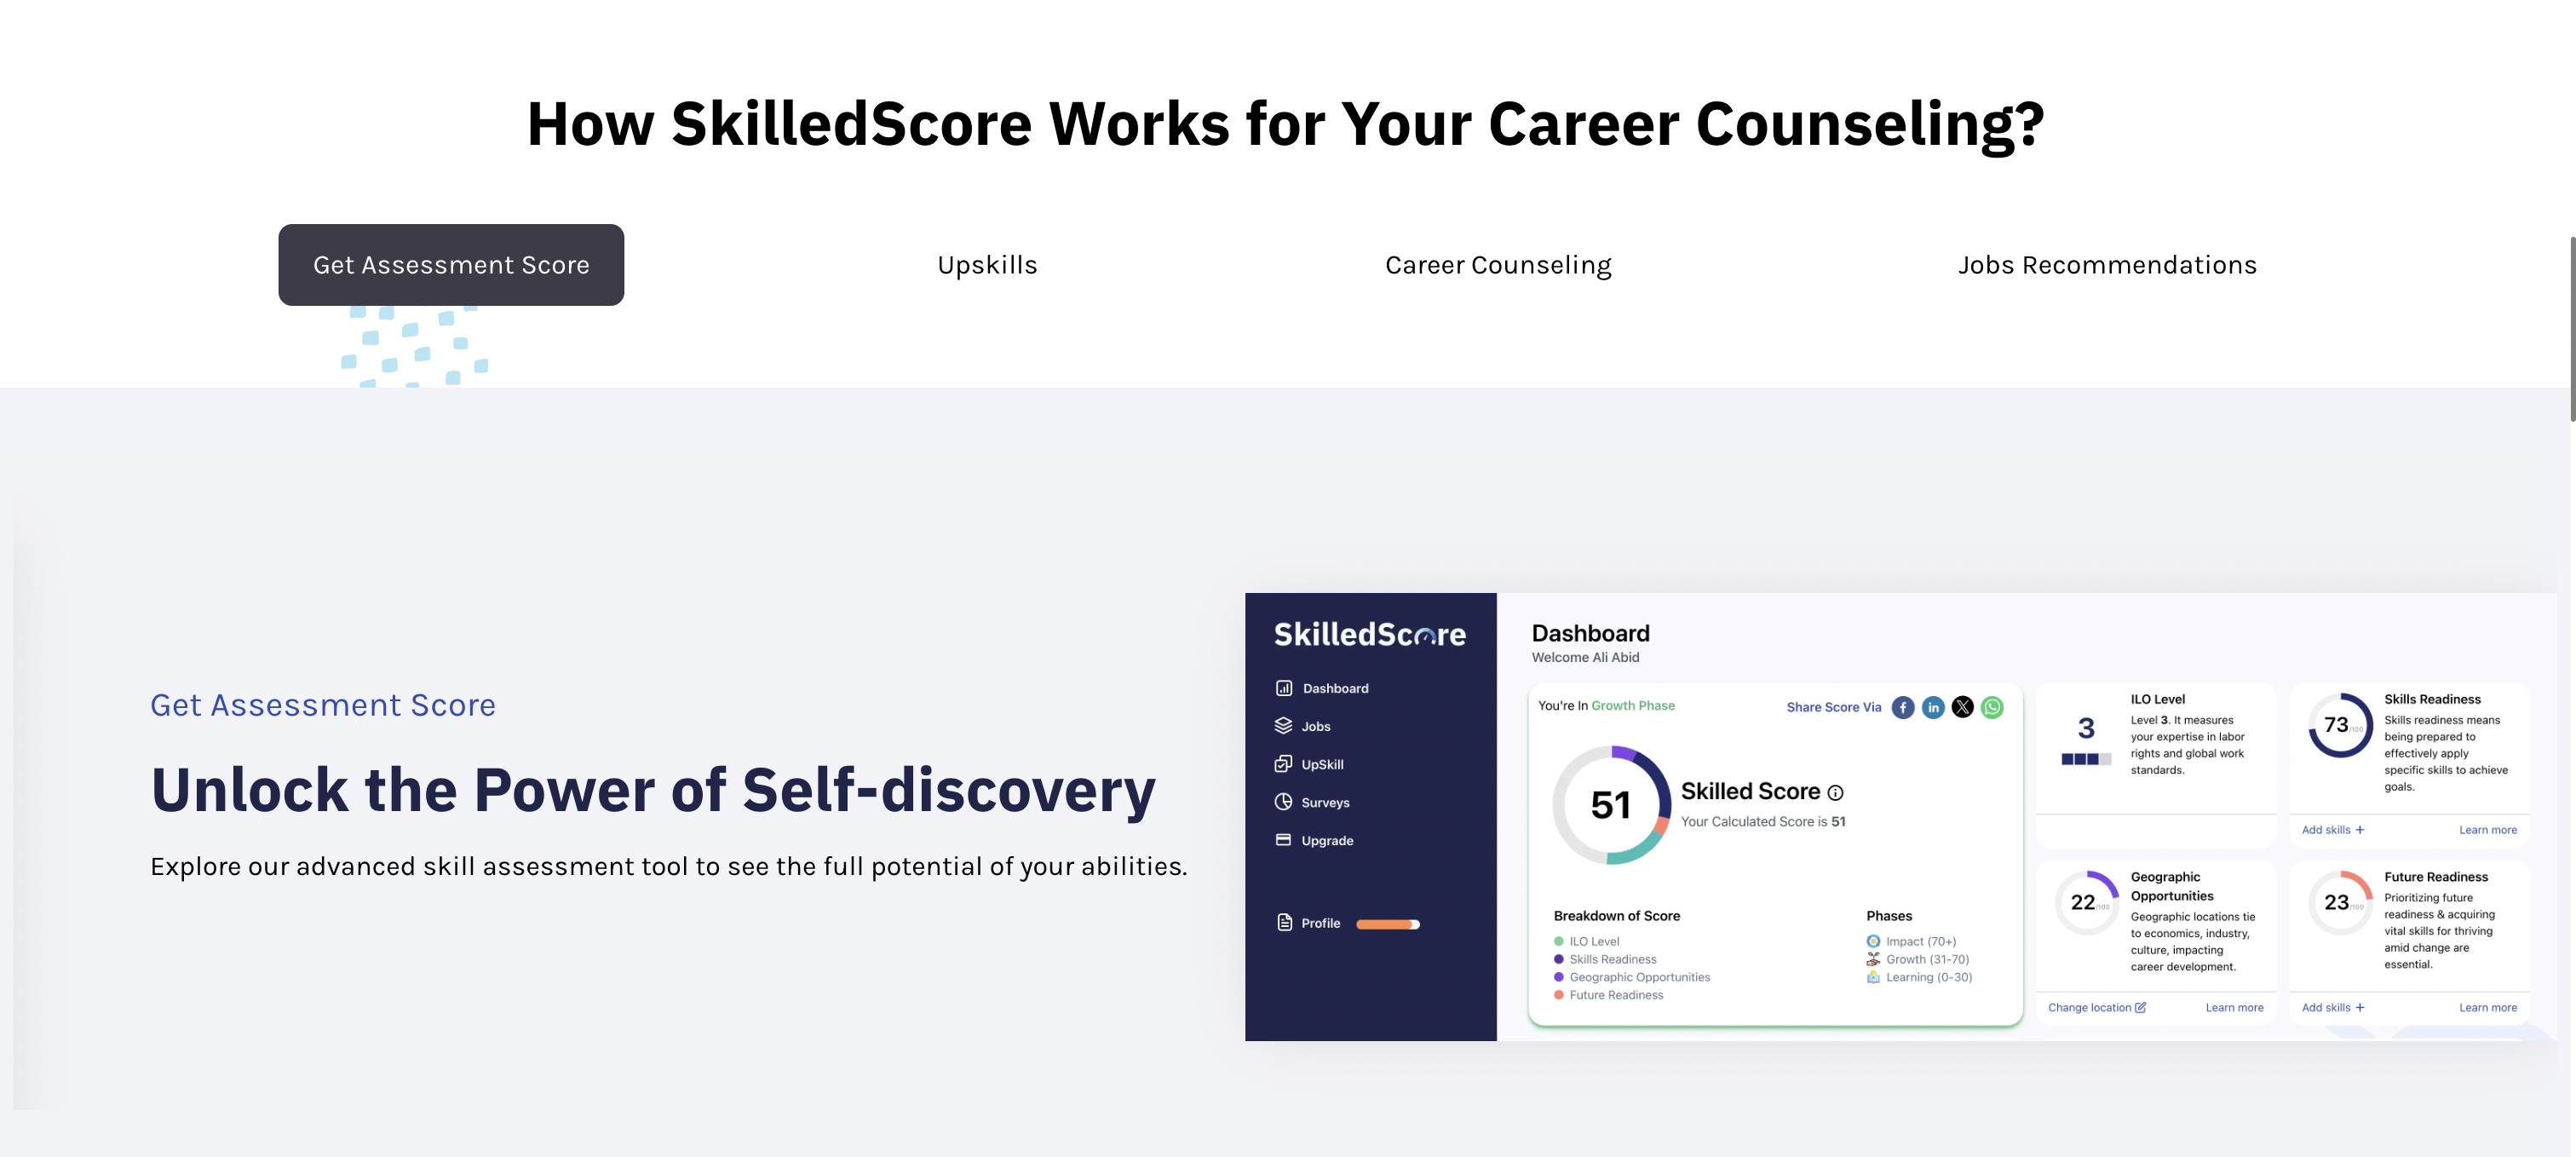 How SkilledScore Works for Your Career Counseling?
Get Assessment Score
Upskills
Career Counseling
Jobs Recommendations
Get Assessment Score
Unlock the Power of Self-discovery
Explore our advanced skill assessment tool to see the full potential of your abilities.
SkilledScore
Dashboard
Jobs
UpSkill
Surveys
Upgrade
Profile
Dashboard
Welcome Ali Abid
You're In Growth Phase
Share Score Via
51
Skilled Score
Your Calculated Score is 51
Breakdown of Score
ILO Level
Skills Readiness
Geographic Opportunities
Future Readiness
Phases
Impact (70+)
Growth (31-70)
Learning (0-30)
3
ILO Level
Level 3. It measures
your expertise in labor
rights and global work
standards.
73/100
Skills Readiness
Skills readiness means
being prepared to
effectively apply
specific skills to achieve
goals.
Add skills +
Learn more
22/100
Geographic
Opportunities
Geographic locations tie
to economics, industry,
culture, impacting
career development.
Change location
Learn more
23/100
Future Readiness
Prioritizing future
readiness & acquiring
vital skills for thriving
amid change are
essential.
Add skills +
Learn more